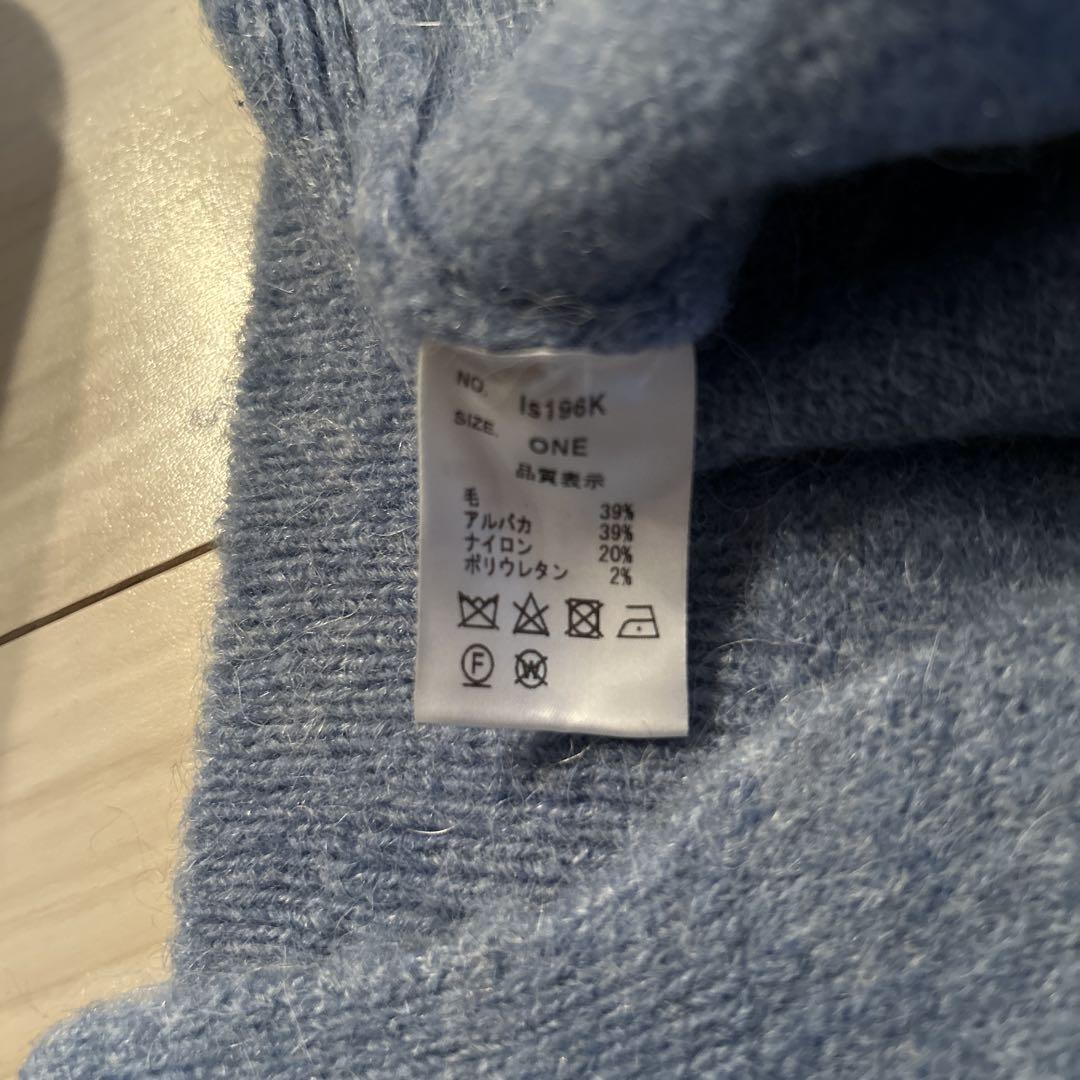 NO. Is196K
SIZE. ONE
品質表示
毛 39%
アルパカ 39%
ナイロン 20%
ポリウレタン 2%
F W